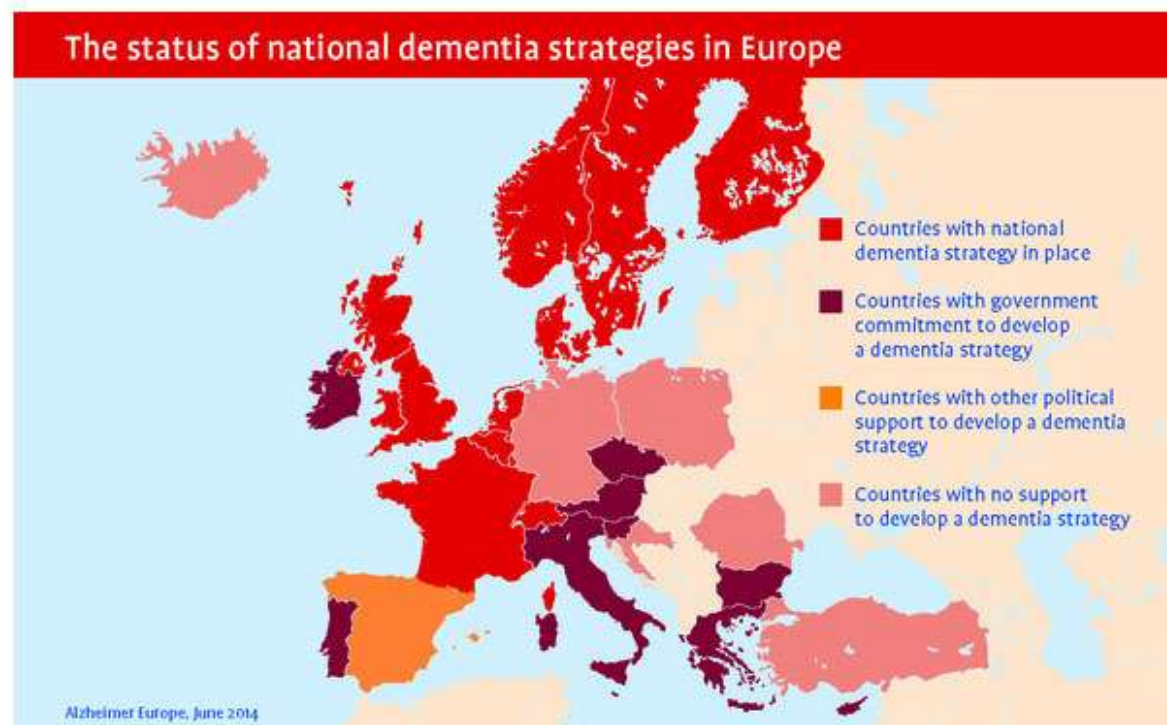 The status of national dementia strategies in Europe
Countries with national
dementia strategy in place
Countries with government
commitment to develop
a dementia strategy
Countries with other political
support to develop a dementia
strategy
Countries with no support
to develop a dementia strategy
Alzheimer Europe, June 2014